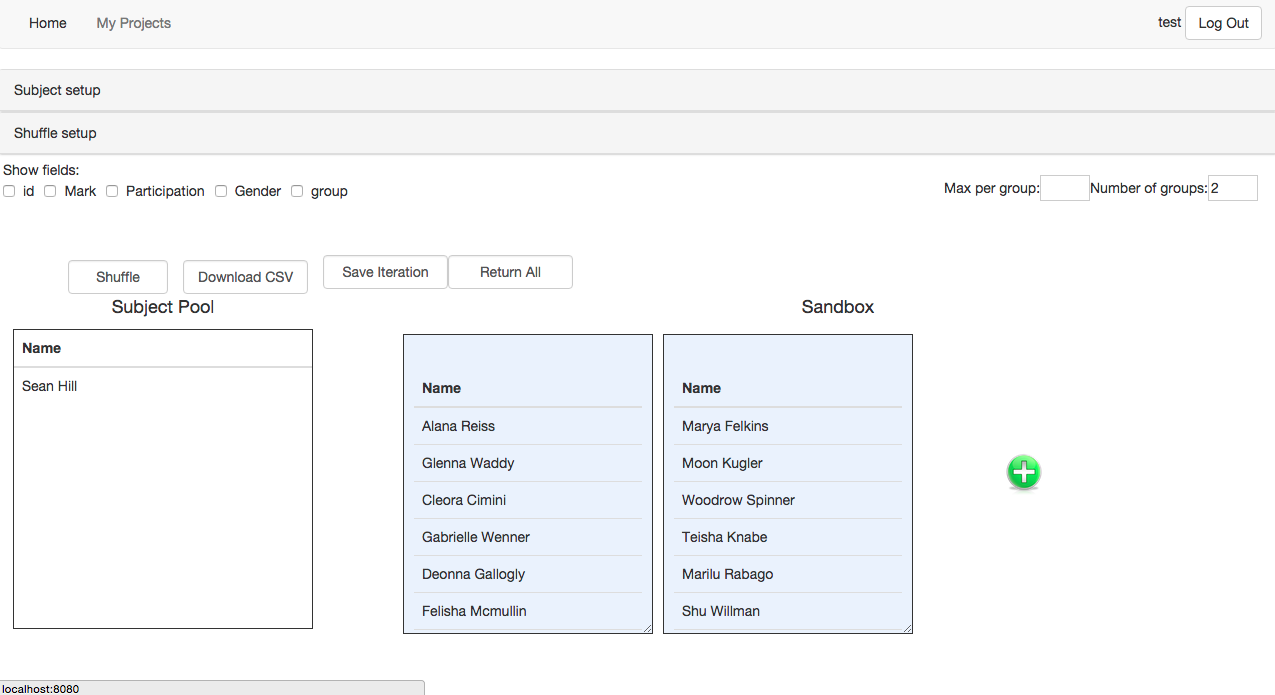 Home My Projects test Log Out
Subject setup
Shuffle setup
Show fields:
id Mark Participation Gender group
Max per group: Number of groups: 2
Shuffle Download CSV Save Iteration Return All
Subject Pool
Name
Sean Hill
Sandbox
Name
Alana Reiss
Glenna Waddy
Cleora Cimini
Gabrielle Wenner
Deonna Gallogly
Felisha Mcmullin
Name
Marya Felkins
Moon Kugler
Woodrow Spinner
Teisha Knabe
Marilu Rabago
Shu Willman
localhost:8080